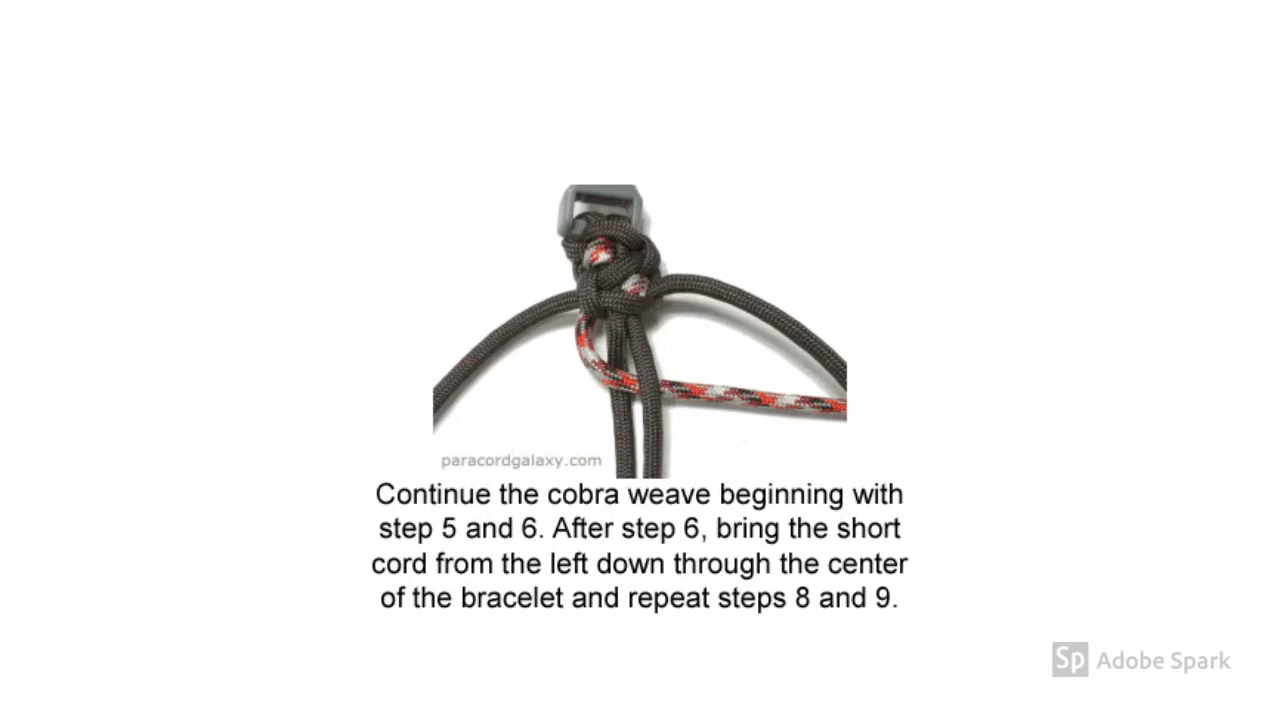 paracordgalaxy.com
Continue the cobra weave beginning with
step 5 and 6. After step 6, bring the short
cord from the left down through the center
of the bracelet and repeat steps 8 and 9.
Sp Adobe Spark